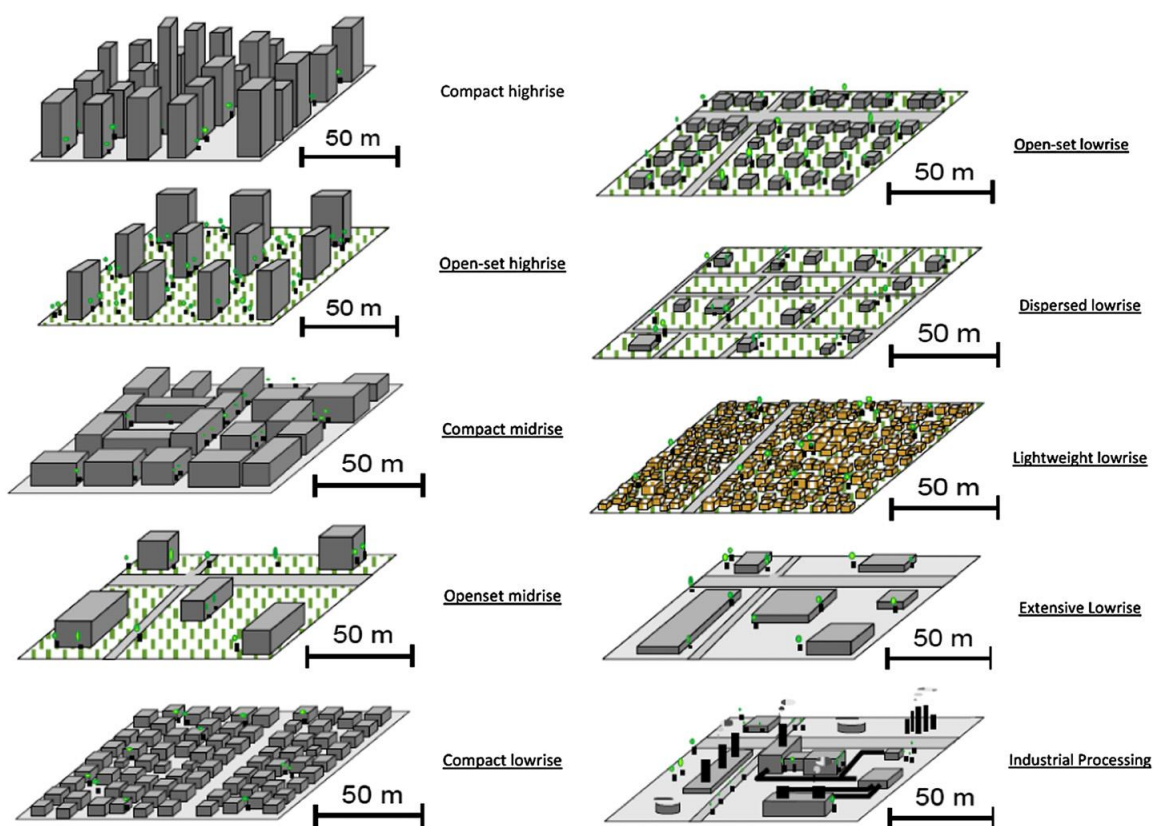 Compact highrise
50 m
Open-set highrise
50 m
Compact midrise
50 m
Openset midrise
50 m
Compact lowrise
50 m
Open-set lowrise
50 m
Dispersed lowrise
50 m
Lightweight lowrise
50 m
Extensive Lowrise
50 m
Industrial Processing
50 m